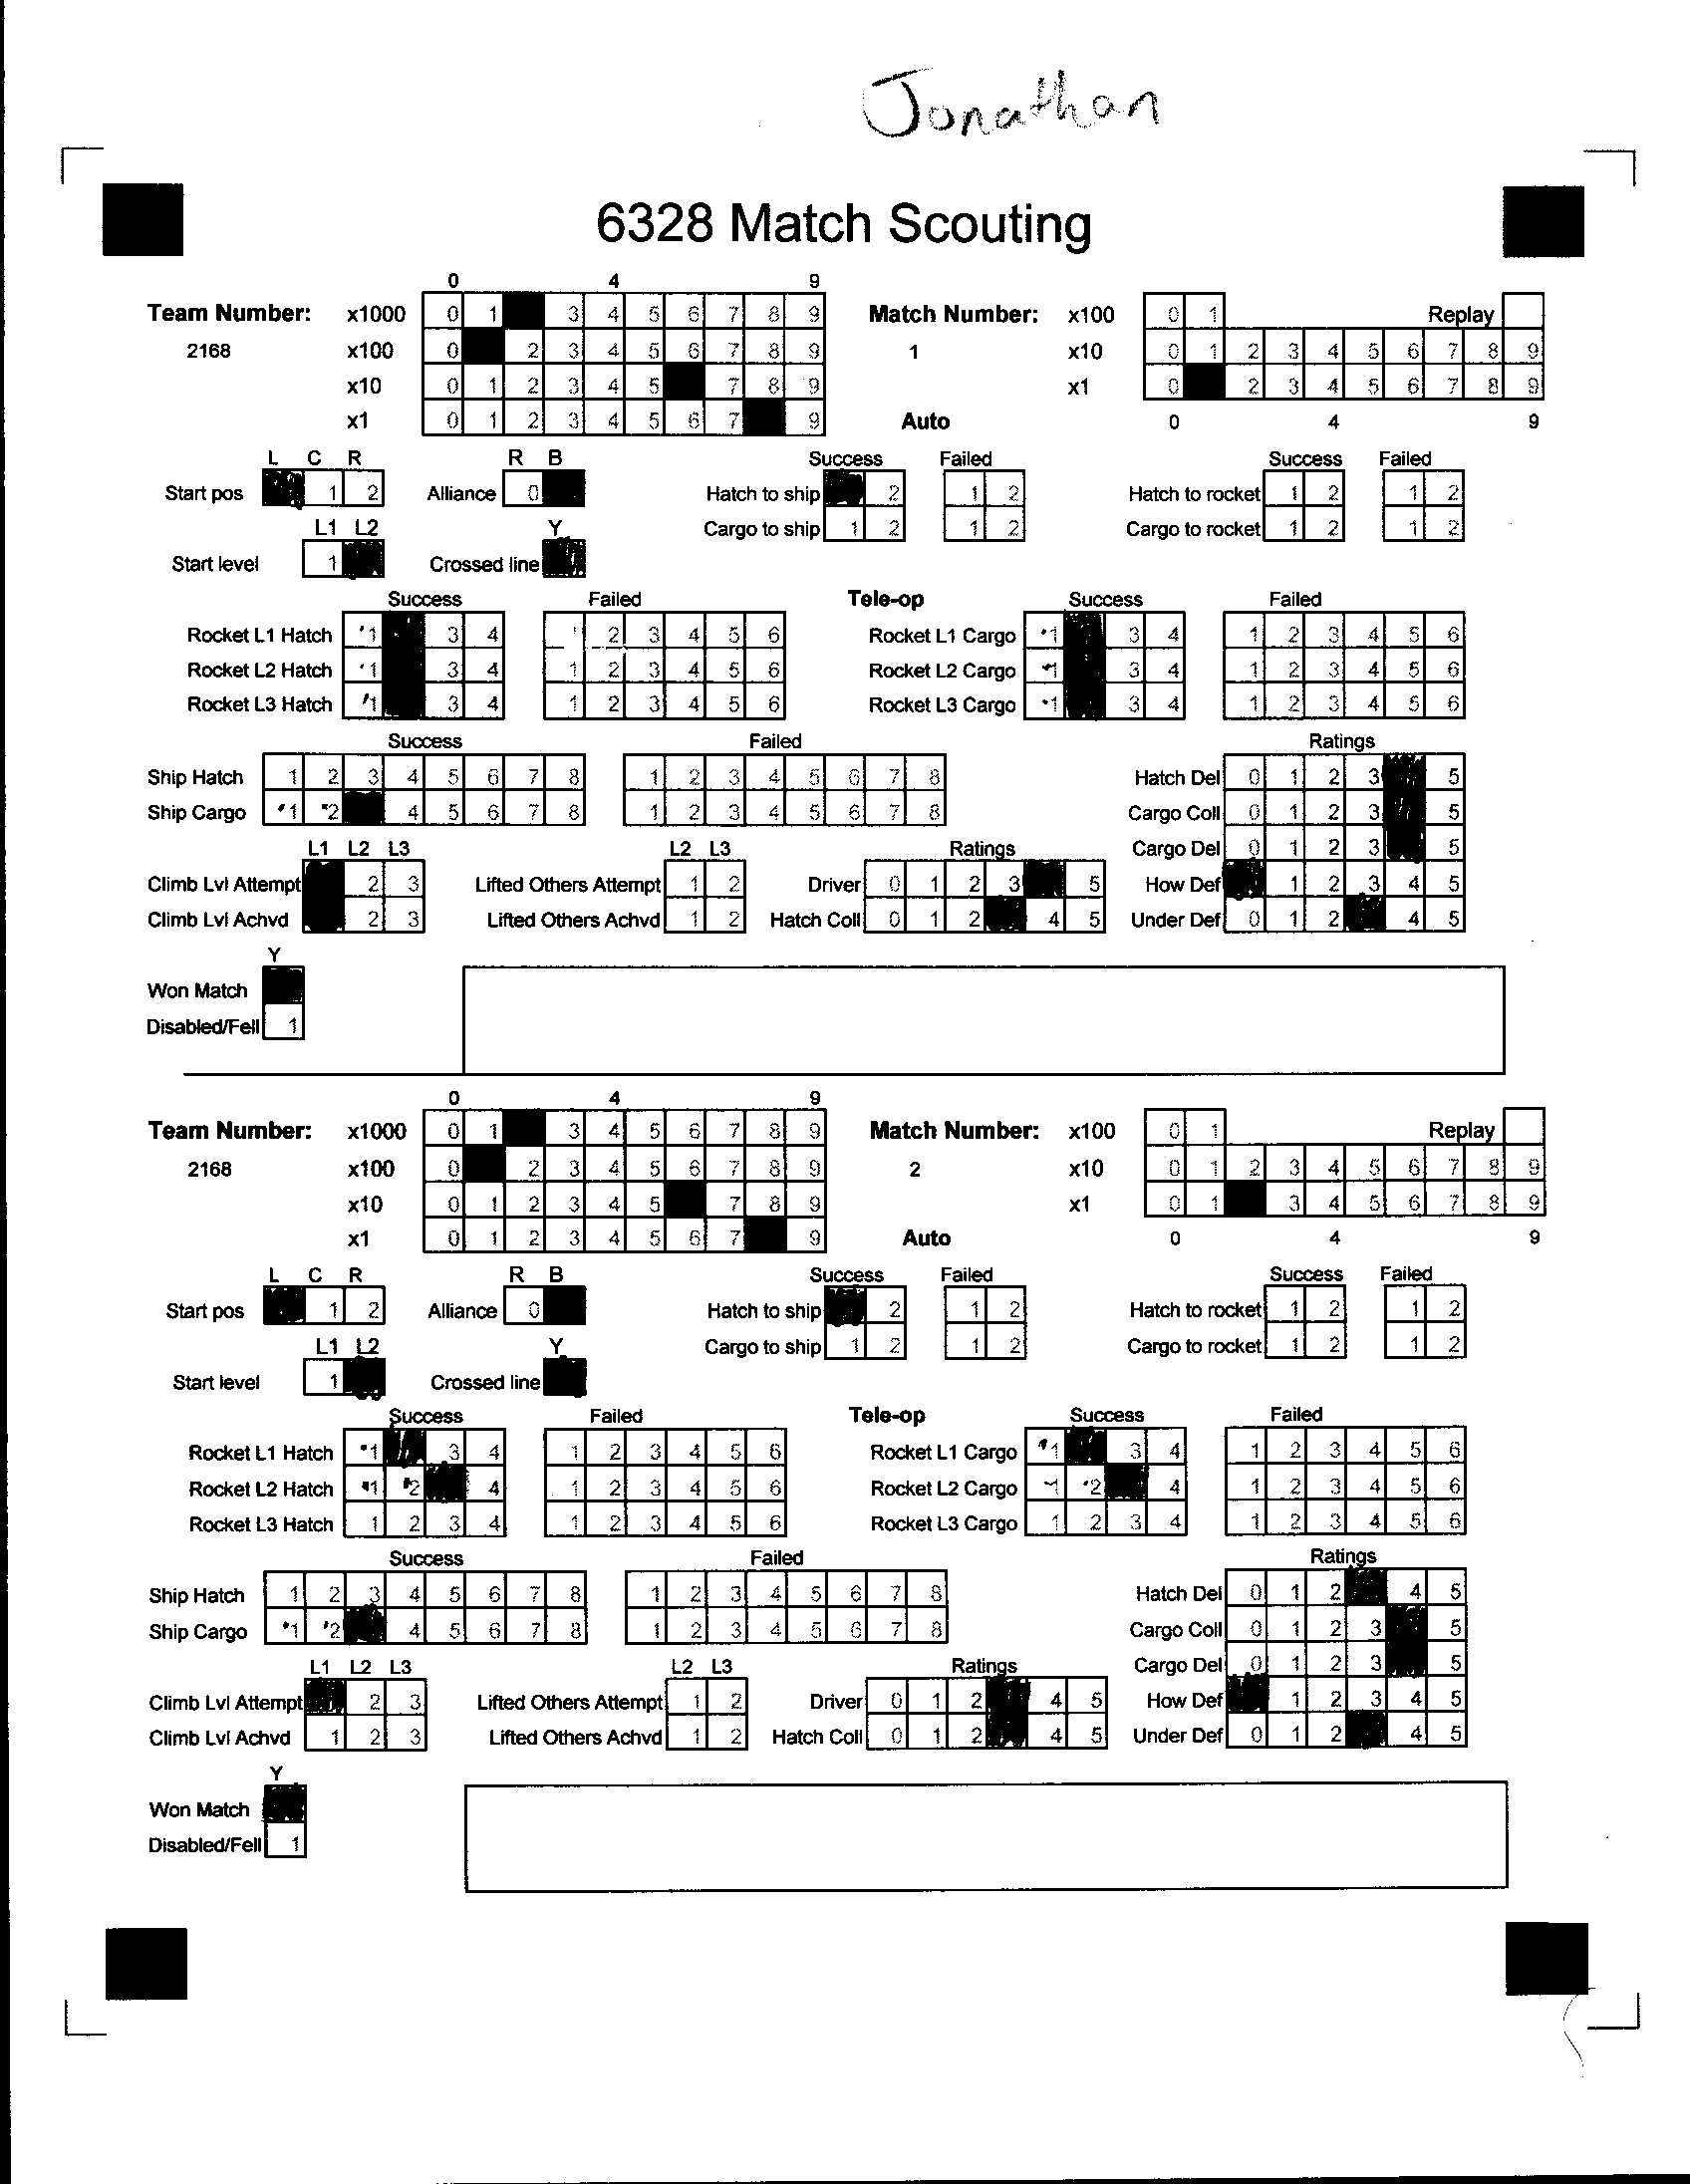 Jonathan
6328 Match Scouting
0 4 9
Team Number: x1000 0 1 3 4 5 6 7 8 9 Match Number: x100 0 1 Replay
2168 x100 0 2 3 4 5 6 7 8 9 1 x10 0 1 2 3 4 5 6 7 8 9
x10 0 1 2 3 4 5 7 8 9 x1 0 2 3 4 5 6 7 8 9
x1 0 1 2 3 4 5 6 7 9 Auto 0 4 9
L C R R B Success Failed Success Failed
Start pos 1 2 Alliance 0 Hatch to ship 2 1 2 Hatch to rocket 1 2 1 2
L1 L2 Y Cargo to ship 1 2 1 2 Cargo to rocket 1 2 1 2
Start level 1 Crossed line
Success Failed Tele-op Success Failed
Rocket L1 Hatch 1 3 4 1 2 3 4 5 6 Rocket L1 Cargo 1 3 4 1 2 3 4 5 6
Rocket L2 Hatch 1 3 4 1 2 3 4 5 6 Rocket L2 Cargo 1 3 4 1 2 3 4 5 6
Rocket L3 Hatch 1 3 4 1 2 3 4 5 6 Rocket L3 Cargo 1 3 4 1 2 3 4 5 6
Success Failed Ratings
Ship Hatch 1 2 3 4 5 6 7 8 1 2 3 4 5 6 7 8 Hatch Del 0 1 2 3 5
Ship Cargo 1 2 4 5 6 7 8 1 2 3 4 5 6 7 8 Cargo Coll 0 1 2 3 5
L1 L2 L3 L2 L3 Ratings Cargo Del 0 1 2 3 5
Climb Lvl Attempt 2 3 Lifted Others Attempt 1 2 Driver 0 1 2 3 5 How Def 1 2 3 4 5
Climb Lvl Achvd 2 3 Lifted Others Achvd 1 2 Hatch Coll 0 1 2 4 5 Under Def 0 1 2 4 5
Y
Won Match
Disabled/Fell 1
0 4 9
Team Number: x1000 0 1 3 4 5 6 7 8 9 Match Number: x100 0 1 Replay
2168 x100 0 2 3 4 5 6 7 8 9 2 x10 0 1 2 3 4 5 6 7 8 9
x10 0 1 2 3 4 5 7 8 9 x1 0 1 3 4 5 6 7 8 9
x1 0 1 2 3 4 5 6 7 9 Auto 0 4 9
L C R R B Success Failed Success Failed
Start pos 1 2 Alliance 0 Hatch to ship 2 1 2 Hatch to rocket 1 2 1 2
L1 L2 Y Cargo to ship 1 2 1 2 Cargo to rocket 1 2 1 2
Start level 1 Crossed line
Success Failed Tele-op Success Failed
Rocket L1 Hatch 1 3 4 1 2 3 4 5 6 Rocket L1 Cargo 1 3 4 1 2 3 4 5 6
Rocket L2 Hatch 1 2 4 1 2 3 4 5 6 Rocket L2 Cargo 1 2 4 1 2 3 4 5 6
Rocket L3 Hatch 1 2 3 4 1 2 3 4 5 6 Rocket L3 Cargo 1 2 3 4 1 2 3 4 5 6
Success Failed Ratings
Ship Hatch 1 2 3 4 5 6 7 8 1 2 3 4 5 6 7 8 Hatch Del 0 1 2 4 5
Ship Cargo 1 2 4 5 6 7 8 1 2 3 4 5 6 7 8 Cargo Coll 0 1 2 3 5
L1 L2 L3 L2 L3 Ratings Cargo Del 0 1 2 3 5
Climb Lvl Attempt 2 3 Lifted Others Attempt 1 2 Driver 0 1 2 4 5 How Def 1 2 3 4 5
Climb Lvl Achvd 1 2 3 Lifted Others Achvd 1 2 Hatch Coll 0 1 2 4 5 Under Def 0 1 2 4 5
Y
Won Match
Disabled/Fell 1